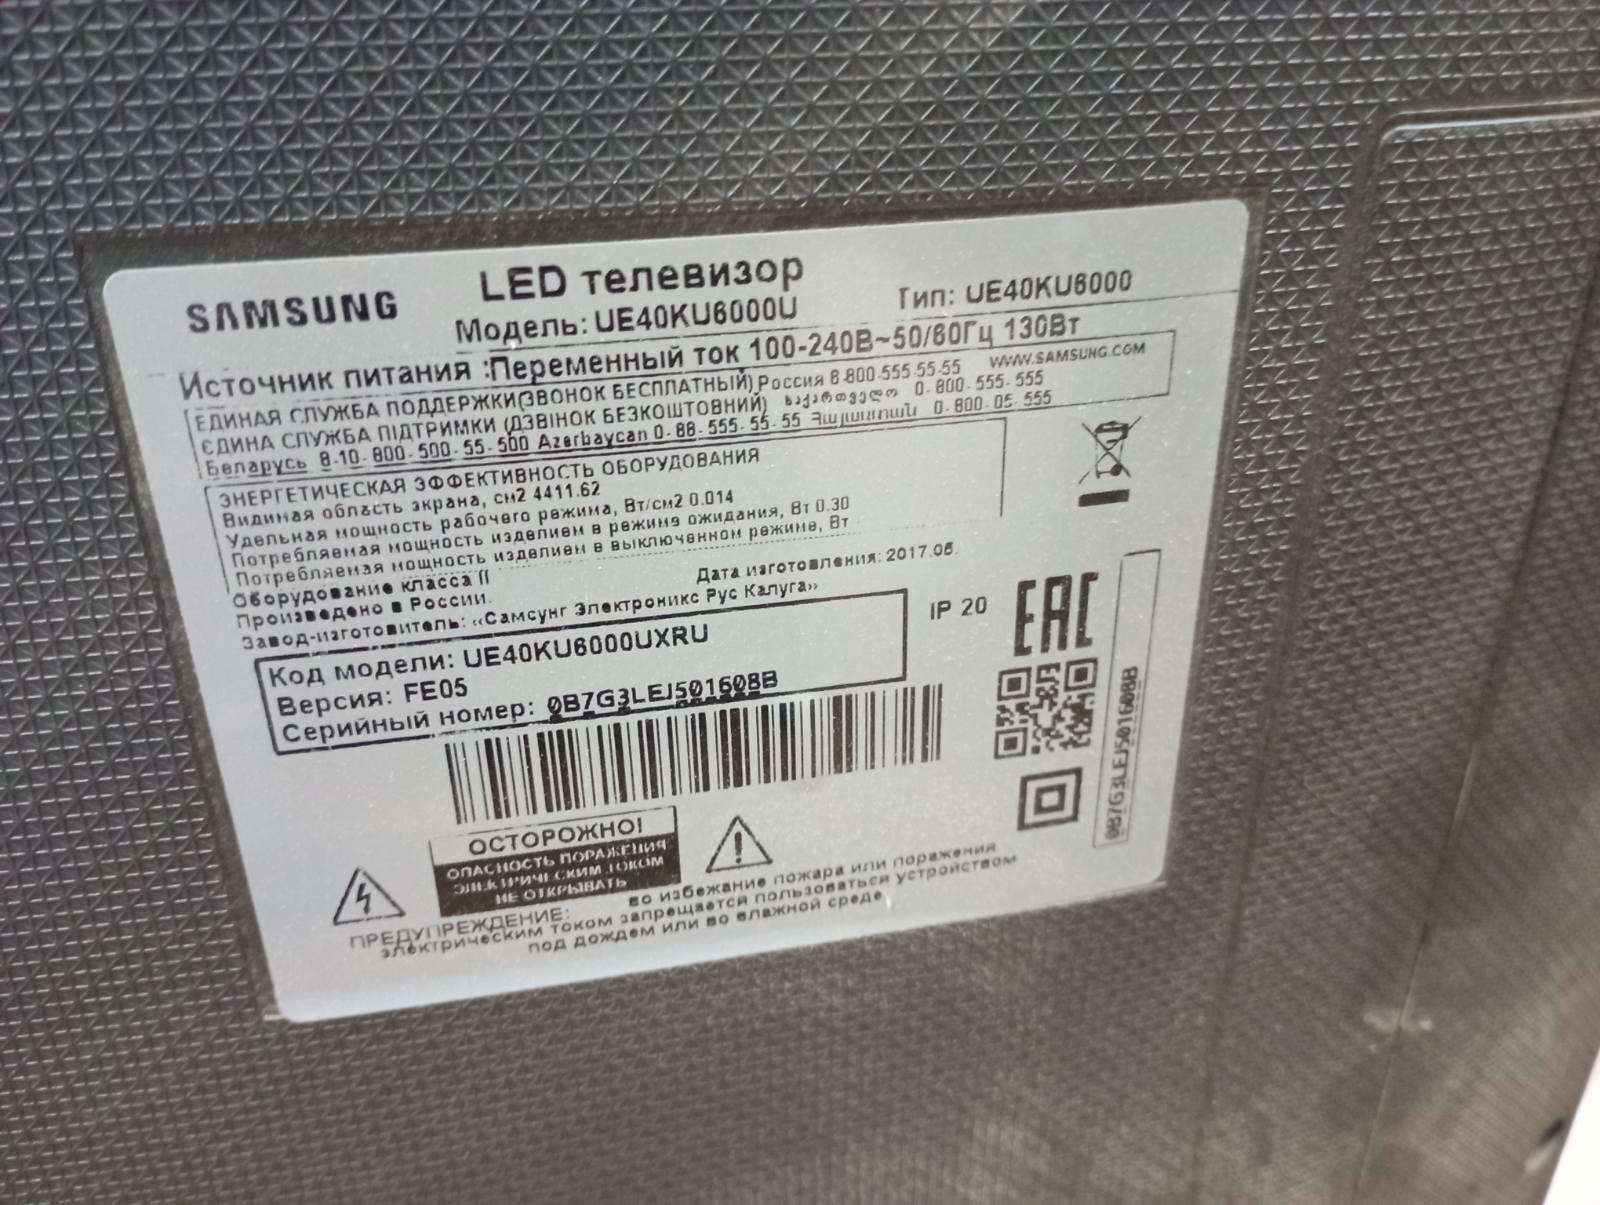 SAMSUNG
LED телевизор
Модель: UE40KU6000U
Тип: UE40KU6000
Источник питания :Переменный ток 100-240В~50/60Гц 130Вт
ЕДИНАЯ СЛУЖБА ПОДДЕРЖКИ(ЗВОНОК БЕСПЛАТНЫЙ) Россия 8-800-555-55-55 WWW.SAMSUNG.COM
ЄДИНА СЛУЖБА ПІДТРИМКИ (ДЗВІНОК БЕЗКОШТОВНИЙ) საქართველო 0-800-555-555
Беларусь 8-10-800-500-55-500 Azerbaycan 0-88-555-55-55 Հայաստան 0-800-05-555
ЭНЕРГЕТИЧЕСКАЯ ЭФФЕКТИВНОСТЬ ОБОРУДОВАНИЯ
Видимая область экрана, см2 4411.62
Удельная мощность рабочего режима, Вт/см2 0.014
Потребляемая мощность изделием в режиме ожидания, Вт 0.30
Потребляемая мощность изделием в выключенном режиме, Вт
Оборудование класса II
Дата изготовления: 2017.06.
Произведено в России.
Завод-изготовитель: «Самсунг Электроникс Рус Калуга»
IP 20
EAC
Код модели: UE40KU6000UXRU
Версия: FE05
Серийный номер: 0B7G3LEJ501608B
0B7G3LEJ501608B
ОСТОРОЖНО!
ОПАСНОСТЬ ПОРАЖЕНИЯ
ЭЛЕКТРИЧЕСКИМ ТОКОМ
НЕ ОТКРЫВАТЬ
ПРЕДУПРЕЖДЕНИЕ: во избежание пожара или поражения
электрическим током запрещается пользоваться устройством
под дождем или во влажной среде